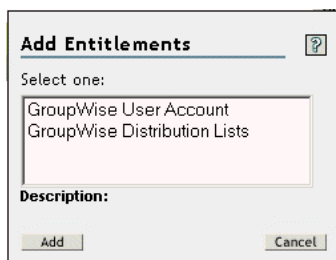 Add Entitlements ?
Select one:
GroupWise User Account
GroupWise Distribution Lists
Description:
Add Cancel